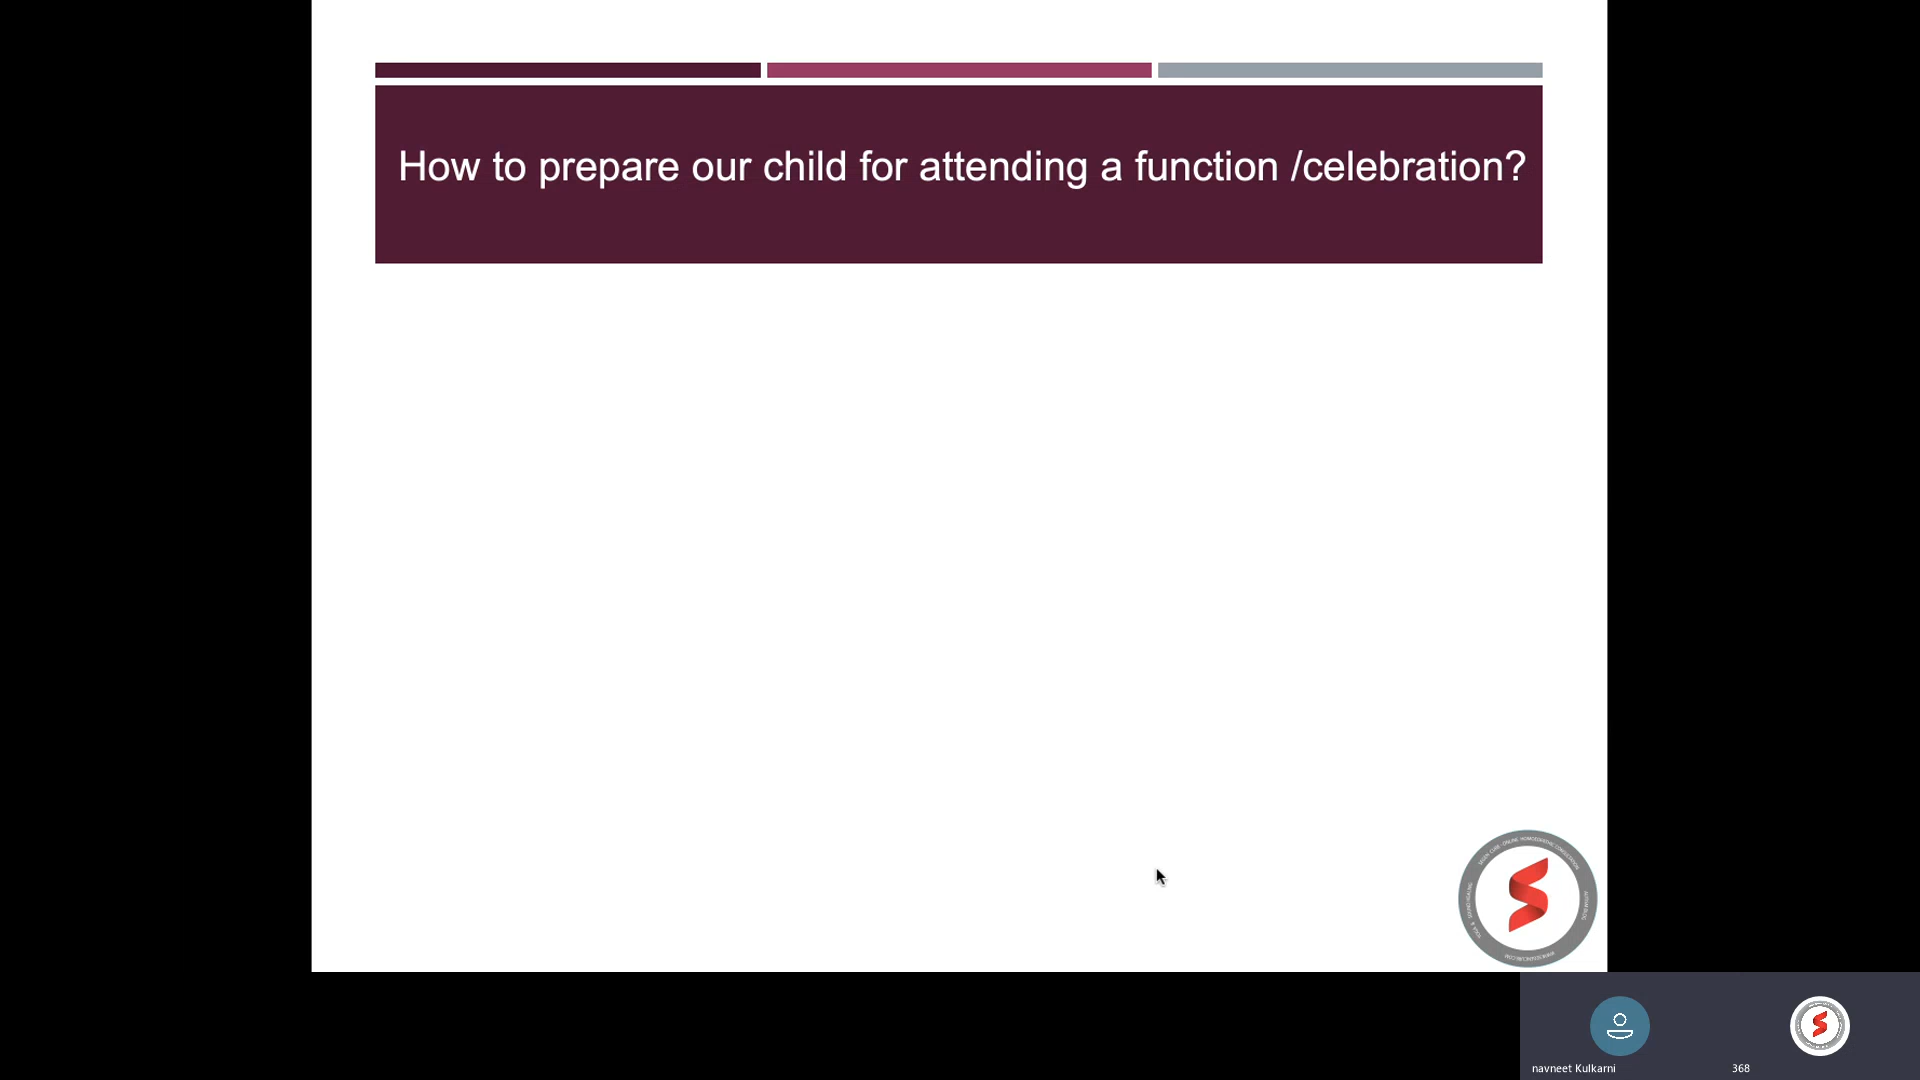 How to prepare our child for attending a function /celebration?
navneet Kulkarni
368